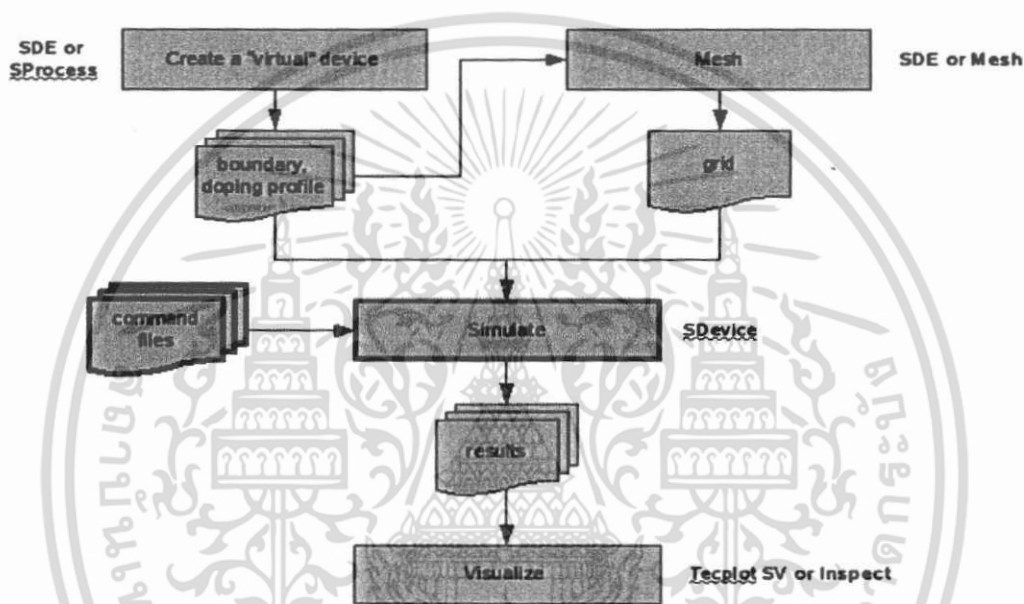 SDE or
SProcess
Create a "virtual" device
Mesh
SDE or Mesh
boundary,
doping profile
grid
command
files
Simulate
SDevice
results
Visualize
Tecplot SV or Inspect